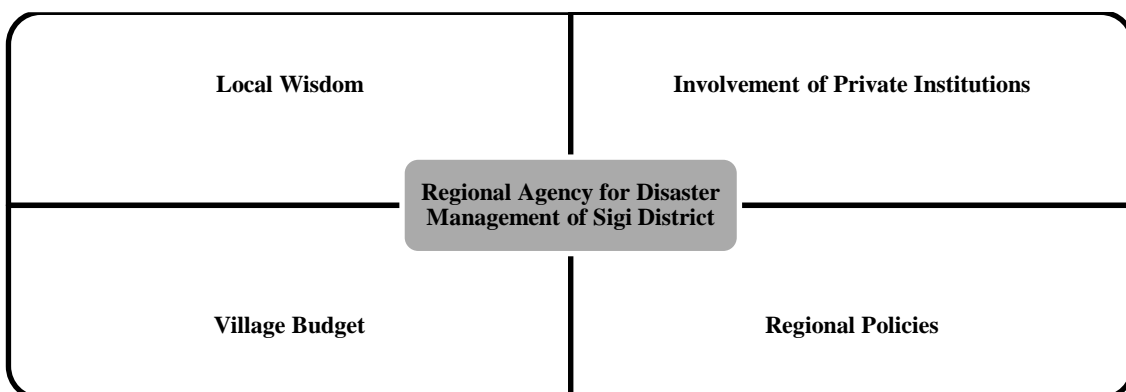 Local Wisdom
Involvement of Private Institutions
Regional Agency for Disaster
Management of Sigi District
Village Budget
Regional Policies